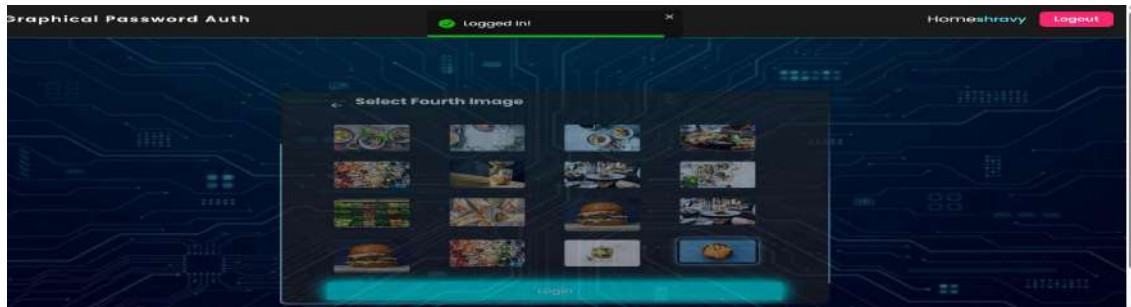 Graphical Password Auth
Logged In!
Home
shravy
Logout
← Select Fourth Image
Login